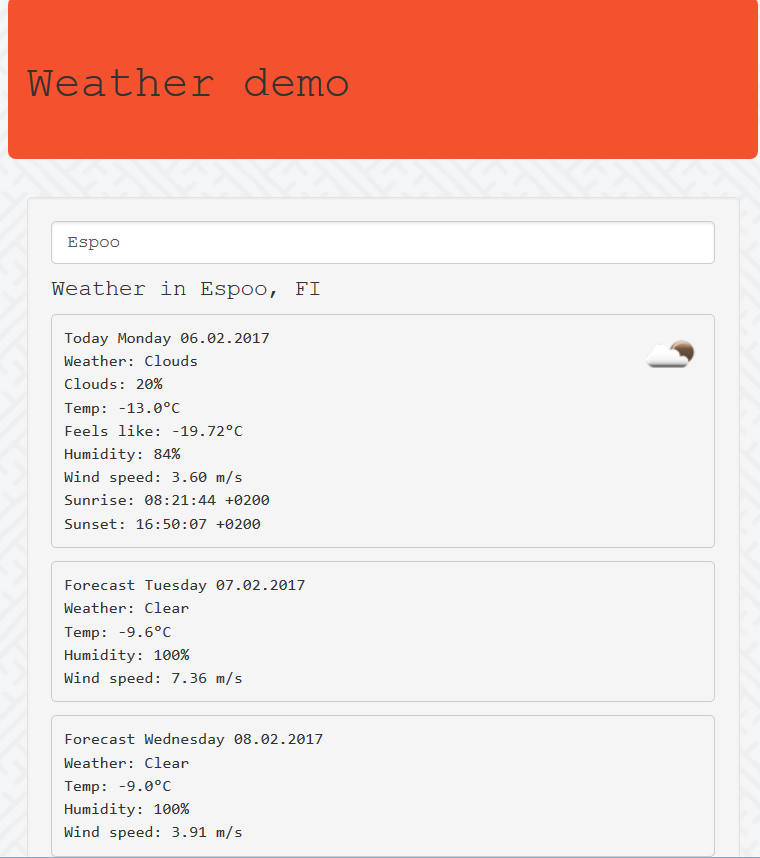 Weather demo
Espoo
Weather in Espoo, FI
Today Monday 06.02.2017
Weather: Clouds
Clouds: 20%
Temp: -13.0°C
Feels like: -19.72°C
Humidity: 84%
Wind speed: 3.60 m/s
Sunrise: 08:21:44 +0200
Sunset: 16:50:07 +0200
Forecast Tuesday 07.02.2017
Weather: Clear
Temp: -9.6°C
Humidity: 100%
Wind speed: 7.36 m/s
Forecast Wednesday 08.02.2017
Weather: Clear
Temp: -9.0°C
Humidity: 100%
Wind speed: 3.91 m/s